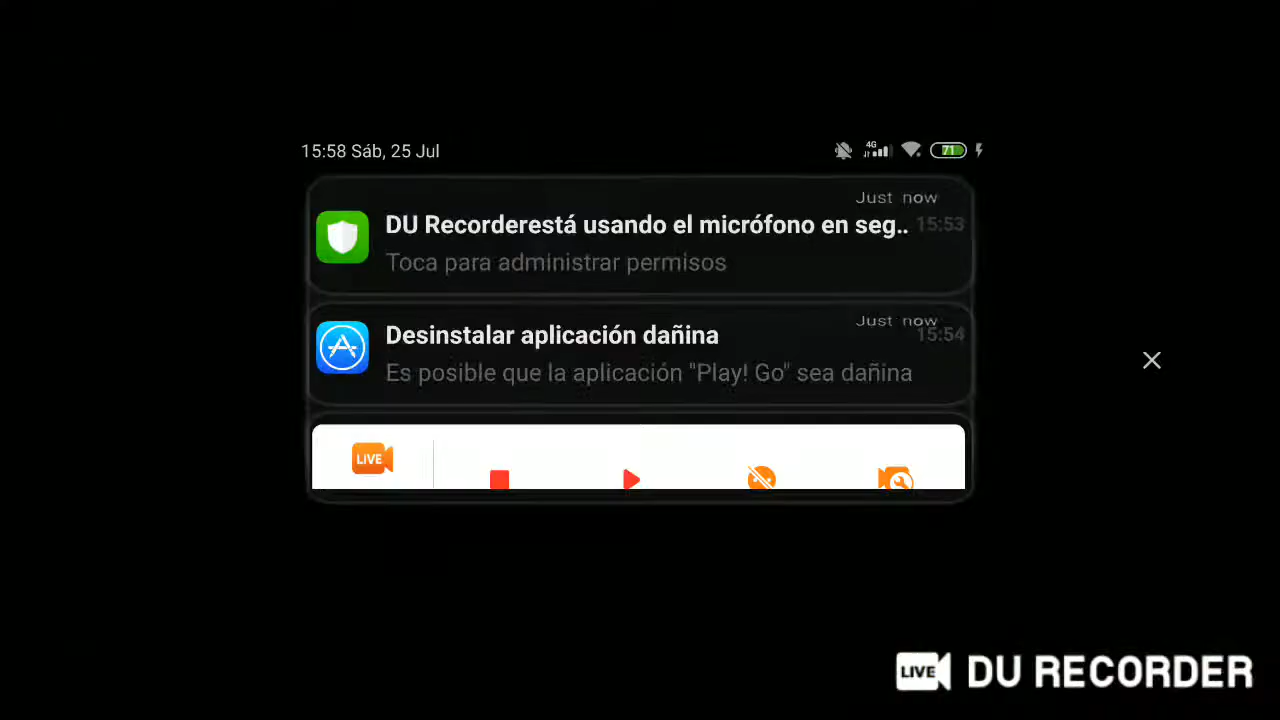 15:58 Sáb, 25 Jul
4G
71
Just now
DU Recorderestá usando el micrófono en seg..
15:53
Toca para administrar permisos
Just now
Desinstalar aplicación dañina
15:54
Es posible que la aplicación "Play! Go" sea dañina
LIVE
LIVE DU RECORDER